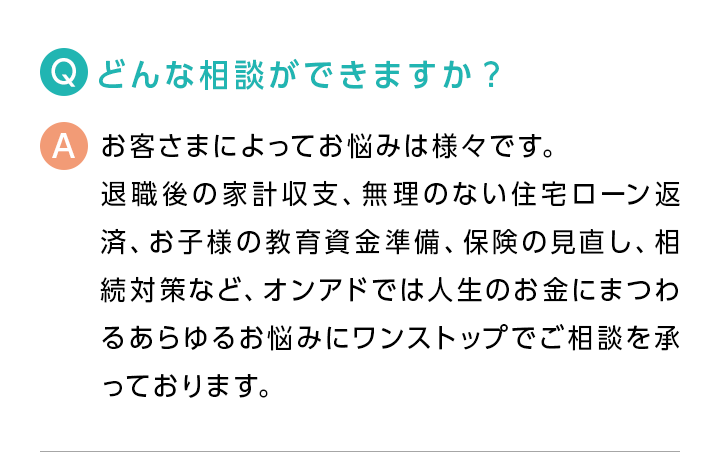 Q どんな相談ができますか？
A お客さまによってお悩みは様々です。
退職後の家計収支、無理のない住宅ローン返
済、お子様の教育資金準備、保険の見直し、相
続対策など、オンアドでは人生のお金にまつわ
るあらゆるお悩みにワンストップでご相談を承
っております。